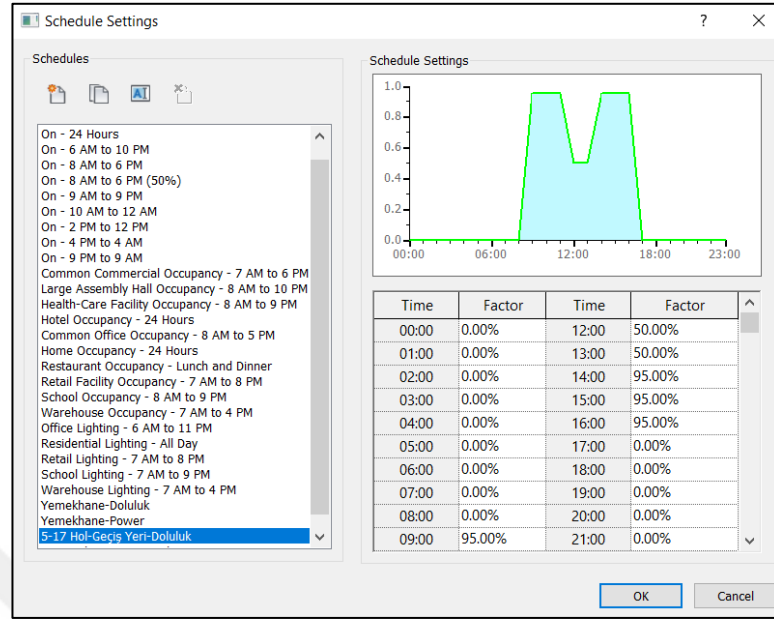 Schedule Settings
?
Schedules
Schedule Settings
On - 24 Hours
On - 6 AM to 10 PM
On - 8 AM to 6 PM
On - 8 AM to 6 PM (50%)
On - 9 AM to 9 PM
On - 10 AM to 12 AM
On - 2 PM to 12 PM
On - 4 PM to 4 AM
On - 9 PM to 9 AM
Common Commercial Occupancy - 7 AM to 6 PM
Large Assembly Hall Occupancy - 8 AM to 10 PM
Health-Care Facility Occupancy - 8 AM to 9 PM
Hotel Occupancy - 24 Hours
Common Office Occupancy - 8 AM to 5 PM
Home Occupancy - 24 Hours
Restaurant Occupancy - Lunch and Dinner
Retail Facility Occupancy - 7 AM to 8 PM
School Occupancy - 8 AM to 9 PM
Warehouse Occupancy - 7 AM to 4 PM
Office Lighting - 6 AM to 11 PM
Residential Lighting - All Day
Retail Lighting - 7 AM to 8 PM
School Lighting - 7 AM to 9 PM
Warehouse Lighting - 7 AM to 4 PM
Yemekhane-Doluluk
Yemekhane-Power
5-17 Hol-Geçiş Yeri-Doluluk
1.0
0.8
0.6
0.4
0.2
0.0
00:00 06:00 12:00 18:00 23:00
Time Factor Time Factor
00:00 0.00% 12:00 50.00%
01:00 0.00% 13:00 50.00%
02:00 0.00% 14:00 95.00%
03:00 0.00% 15:00 95.00%
04:00 0.00% 16:00 95.00%
05:00 0.00% 17:00 0.00%
06:00 0.00% 18:00 0.00%
07:00 0.00% 19:00 0.00%
08:00 0.00% 20:00 0.00%
09:00 95.00% 21:00 0.00%
OK Cancel